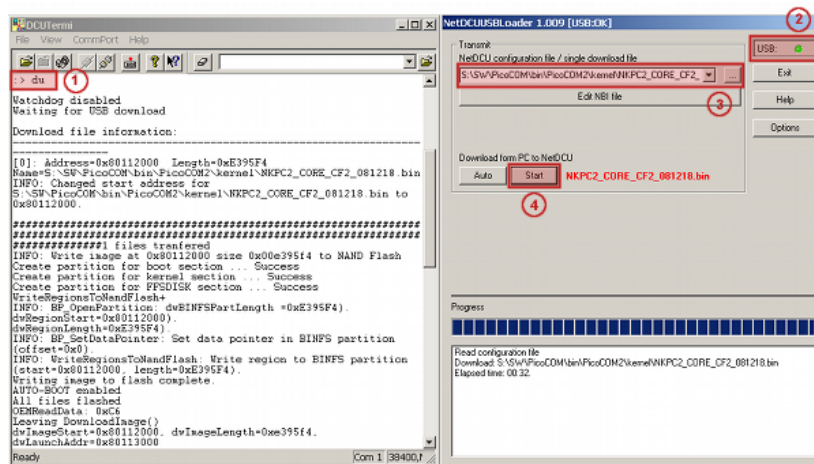 DCUTermi
File View CommPort Help
:> du
1
Watchdog disabled
Waiting for USB download
Download file information:
[0]: Address=0x80112000 Length=0xE395F4
Name=S:\SW\PicoCOM\bin\PicoCOM2\kernel\NKPC2_CORE_CF2_081218.bin
INFO: Changed start address for
S:\SW\PicoCOM\bin\PicoCOM2\kernel\NKPC2_CORE_CF2_081218.bin to
0x80112000.
################################################################
################################################################
##############1 files tranfered
INFO: Write image at 0x80112000 size 0x00e395f4 to NAND Flash
Create partition for boot section ... Success
Create partition for kernel section ... Success
Create partition for FFSDISK section ... Success
WriteRegionsToNandFlash+
INFO: BP_OpenPartition: dwBINFSPartLength =0xE395F4).
dwRegionStart=0x80112000).
dwRegionLength=0xE395F4).
INFO: BP_SetDataPointer: Set data pointer in BINFS partition
(offset=0x0).
INFO: WriteRegionsToNandFlash: Write region to BINFS partition
(start=0x80112000, length=0xE395F4).
Writing image to flash complete.
AUTO-BOOT enabled
All files flashed
OEMReadData: 0xC6
Leaving DownloadImage()
dwImageStart=0x80112000, dwImageLength=0xe395f4,
dwLaunchAddr=0x80113000
Ready
Com 1 38400,
NetDCUUSBLoader 1.009 [USB:OK]
2
Transmit
NetDCU configuration file / single download file
S:\SW\PicoCOM\bin\PicoCOM2\kernel\NKPC2_CORE_CF2_
...
3
Edit NBI file
USB:
Exit
Help
Options
Download form PC to NetDCU
Auto
Start
NKPC2_CORE_CF2_081218.bin
4
Progress
Read configuration file
Download: S:\SW\PicoCOM\bin\PicoCOM2\kernel\NKPC2_CORE_CF2_081218.bin
Elapsed time: 00:32.